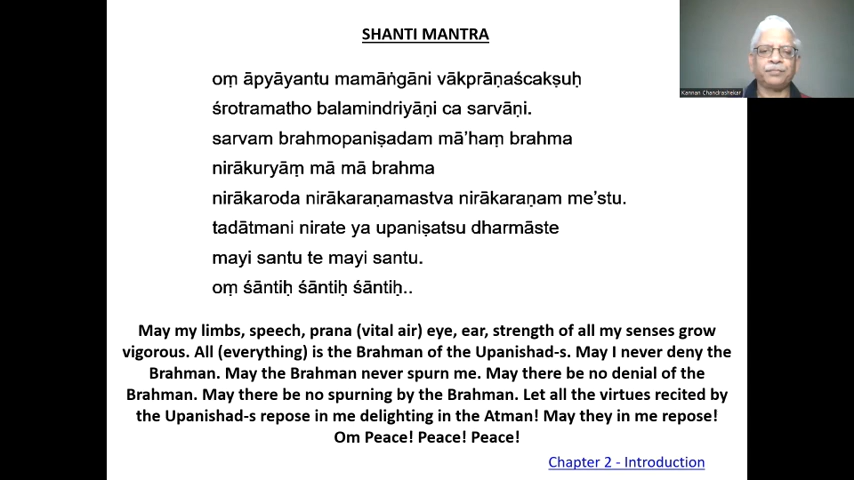 SHANTI MANTRA
oṃ āpyāyantu mamāṅgāni vākprāṇaścakṣuḥ
śrotramatho balamindriyāṇi ca sarvāṇi.
sarvam brahmopaniṣadam mā'haṃ brahma
nirākuryāṃ mā mā brahma
nirākaroda nirākaraṇamastva nirākaraṇam me'stu.
tadātmani nirate ya upaniṣatsu dharmāste
mayi santu te mayi santu.
oṃ śāntiḥ śāntiḥ śāntiḥ..
May my limbs, speech, prana (vital air) eye, ear, strength of all my senses grow
vigorous. All (everything) is the Brahman of the Upanishad-s. May I never deny the
Brahman. May the Brahman never spurn me. May there be no denial of the
Brahman. May there be no spurning by the Brahman. Let all the virtues recited by
the Upanishad-s repose in me delighting in the Atman! May they in me repose!
Om Peace! Peace! Peace!
Chapter 2 - Introduction
Kannan Chandrashekar